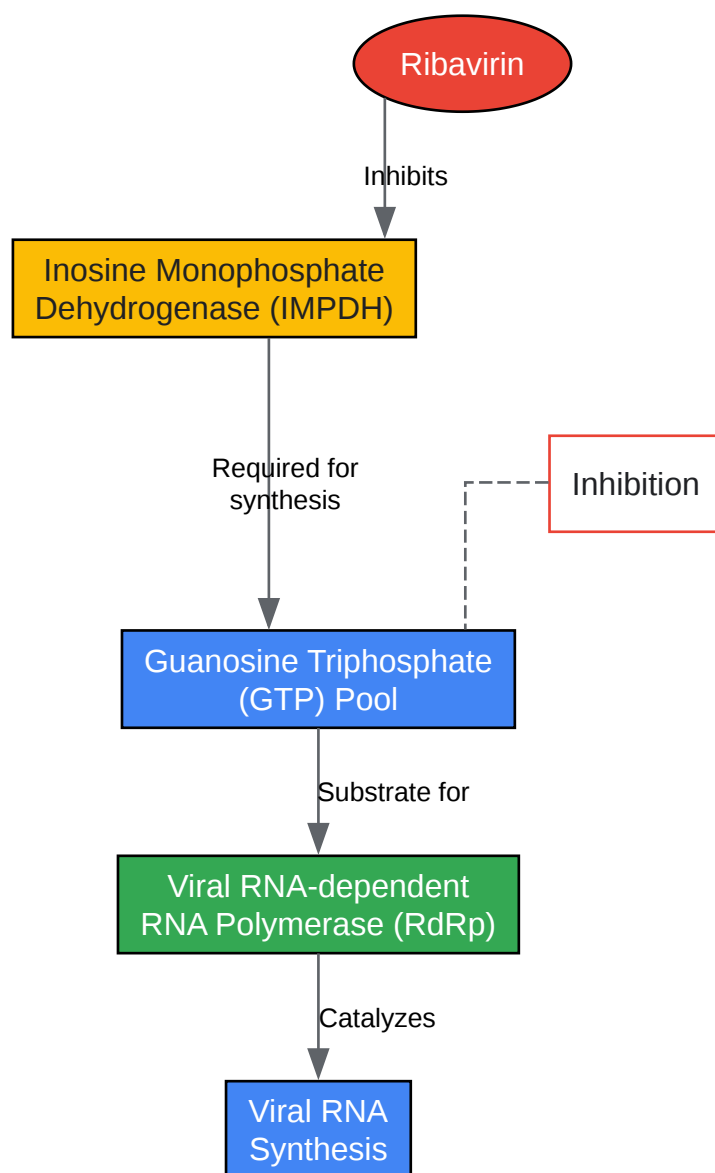 Ribavirin
Inhibits
Inosine Monophosphate
Dehydrogenase (IMPDH)
Required for
synthesis
Inhibition
Guanosine Triphosphate
(GTP) Pool
Substrate for
Viral RNA-dependent
RNA Polymerase (RdRp)
Catalyzes
Viral RNA
Synthesis